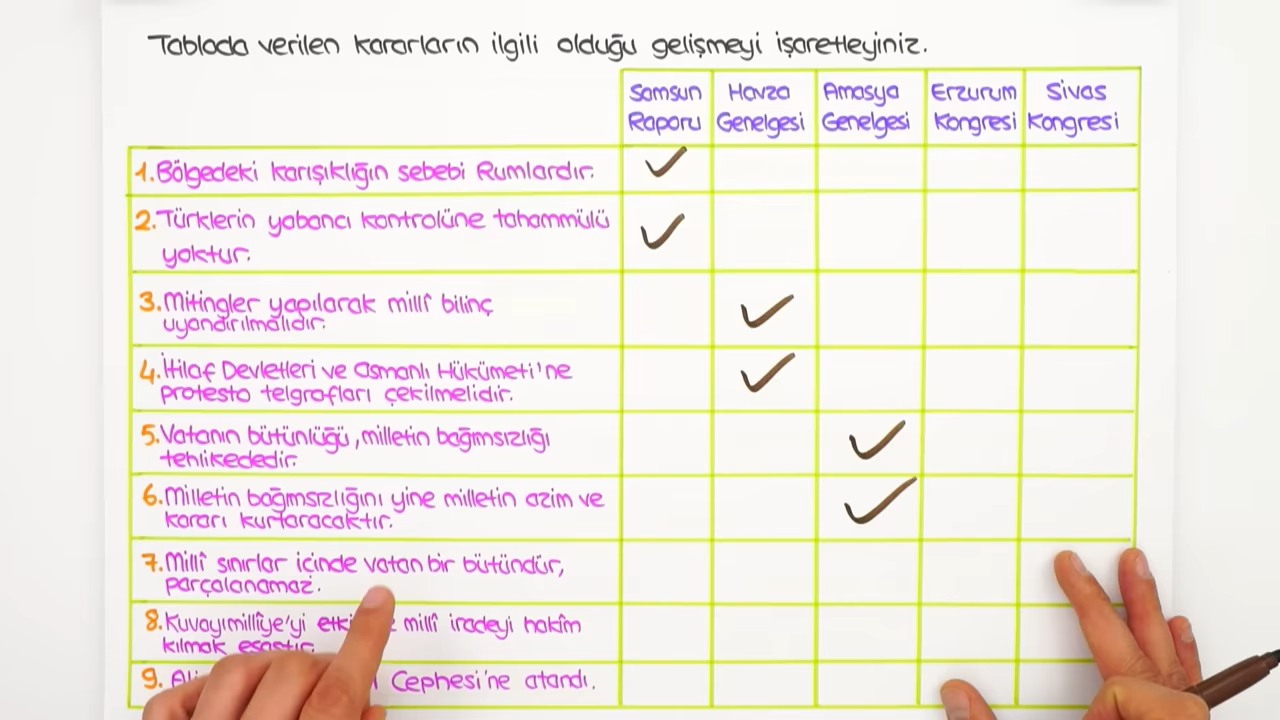 Tabloda verilen kararların ilgili olduğu gelişmeyi işaretleyiniz.
Samsun Raporu
Havza Genelgesi
Amasya Genelgesi
Erzurum Kongresi
Sivas Kongresi
1.Bölgedeki karışıklığın sebebi Rumlardır.
2.Türklerin yabancı kontrolüne tahammülü
yoktur.
3.Mitingler yapılarak millî bilinç
uyandırılmalıdır.
4.İtilaf Devletleri ve Osmanlı Hükümeti'ne
protesto telgrafları çekilmelidir.
5.Vatanın bütünlüğü, milletin bağımsızlığı
tehlikededir.
6.Milletin bağımsızlığını yine milletin azim ve
kararı kurtaracaktır.
7.Millî sınırlar içinde vatan bir bütündür,
parçalanamaz.
8.Kuvayımillîye'yi millî iradeyi hakîm
kılmak esastır.
9. Cephesi'ne atandı.